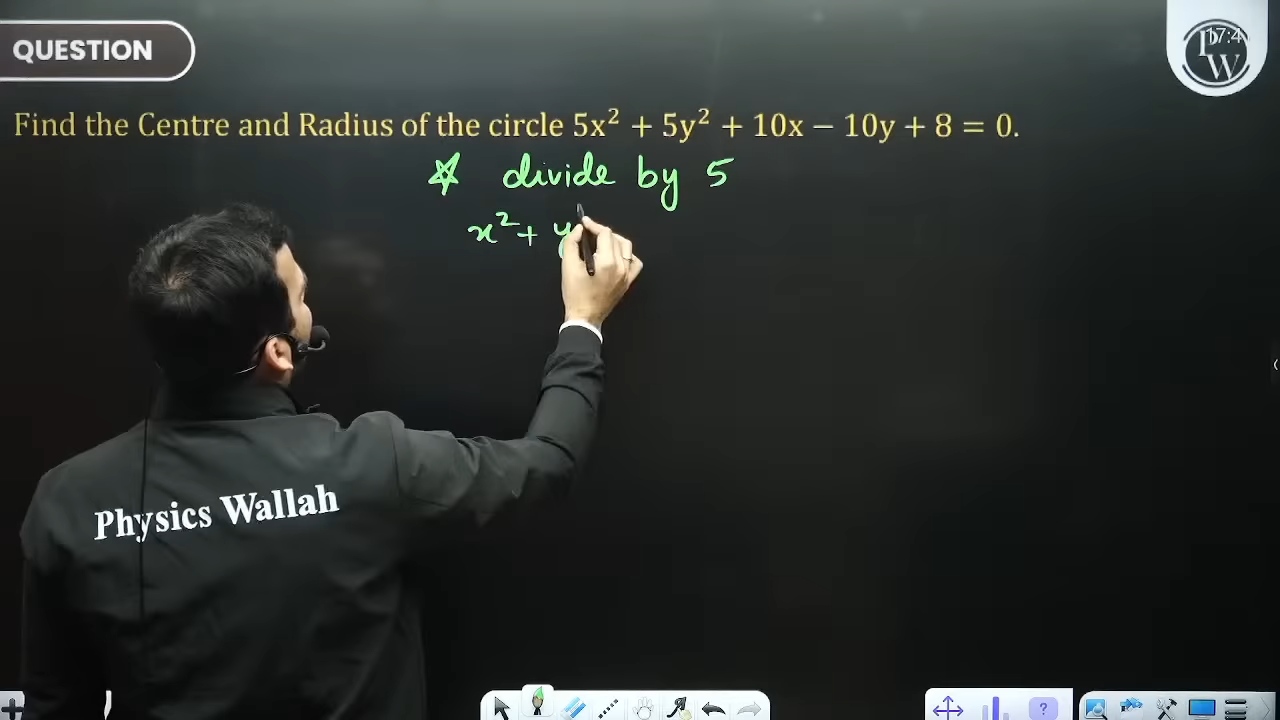 QUESTION
Find the Centre and Radius of the circle 5x² + 5y² + 10x − 10y + 8 = 0.
☆ divide by 5
x² + y
Physics Wallah